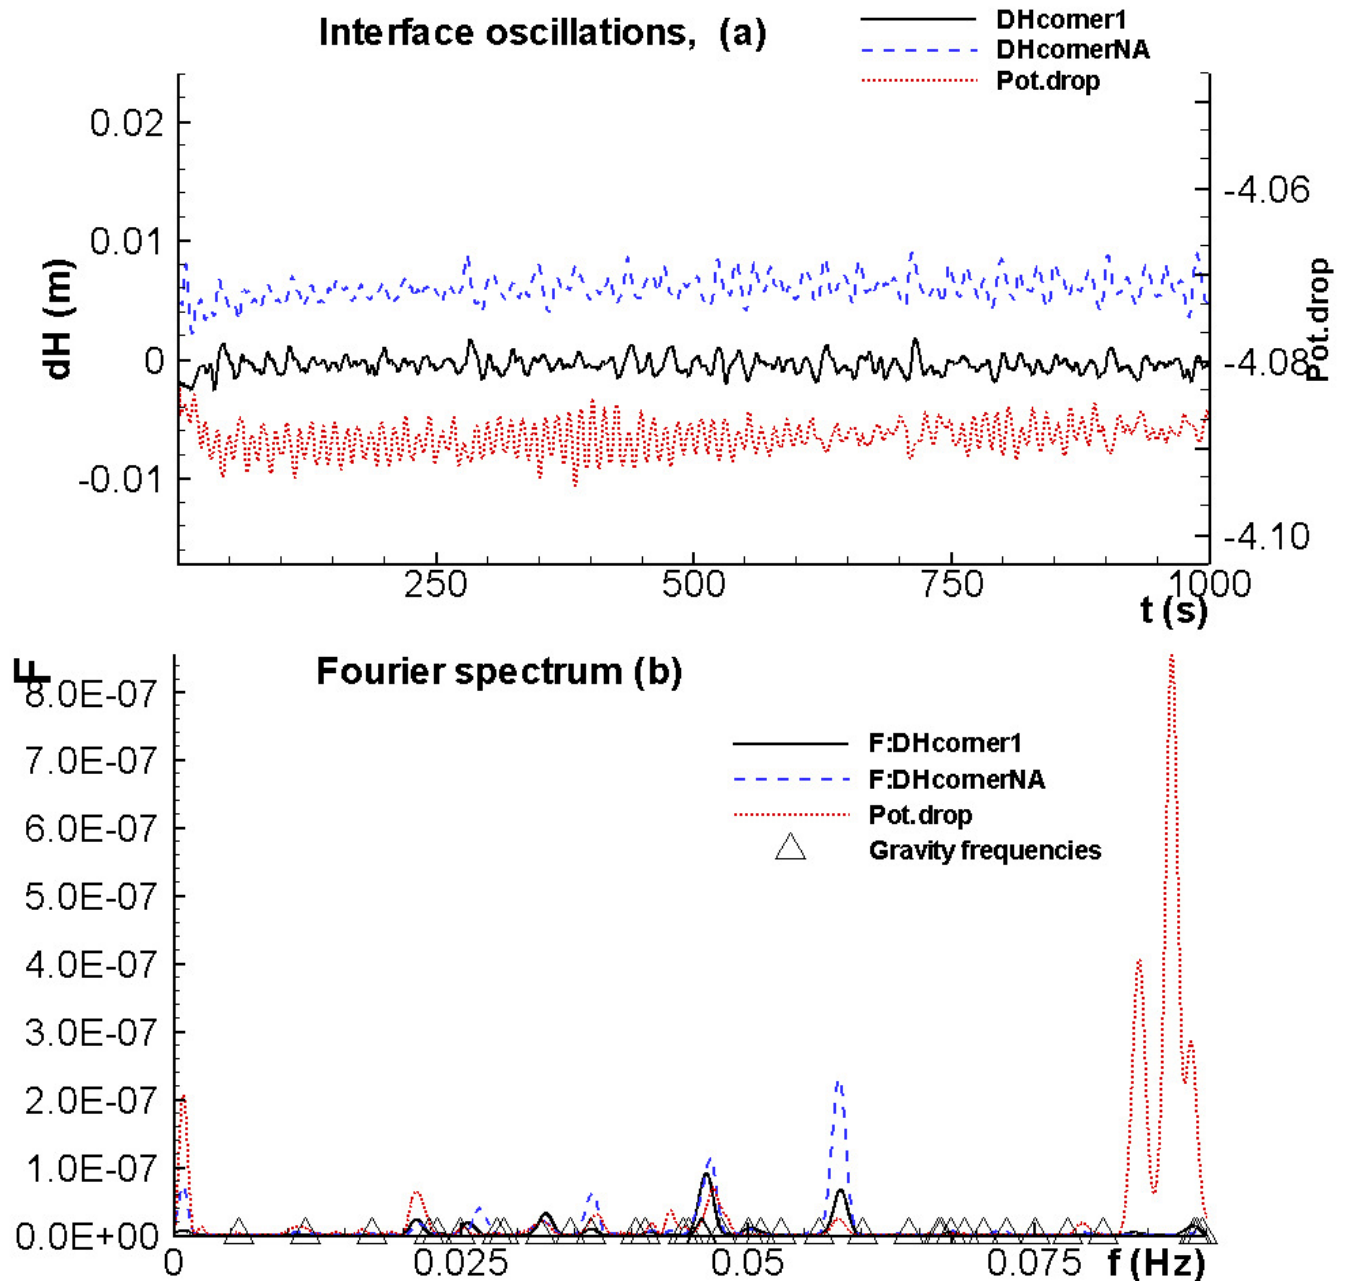 Interface oscillations, (a)
DHcorner1
DHcornerNA
Pot.drop
0.02
0.01
0
-0.01
dH (m)
-4.06
-4.08
-4.10
Pot.drop
250
500
750
1000
t (s)
F
Fourier spectrum (b)
8.0E-07
7.0E-07
6.0E-07
5.0E-07
4.0E-07
3.0E-07
2.0E-07
1.0E-07
0.0E+00
F:DHcorner1
F:DHcornerNA
Pot.drop
Gravity frequencies
0
0.025
0.05
0.075
f (Hz)